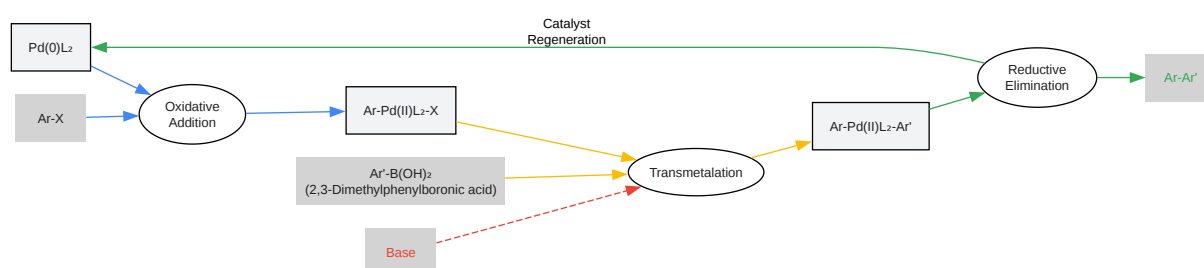 Catalyst
Regeneration
Pd(0)L₂
Ar-X
Oxidative
Addition
Ar-Pd(II)L₂-X
Ar'-B(OH)₂
(2,3-Dimethylphenylboronic acid)
Base
Transmetalation
Ar-Pd(II)L₂-Ar'
Reductive
Elimination
Ar-Ar'